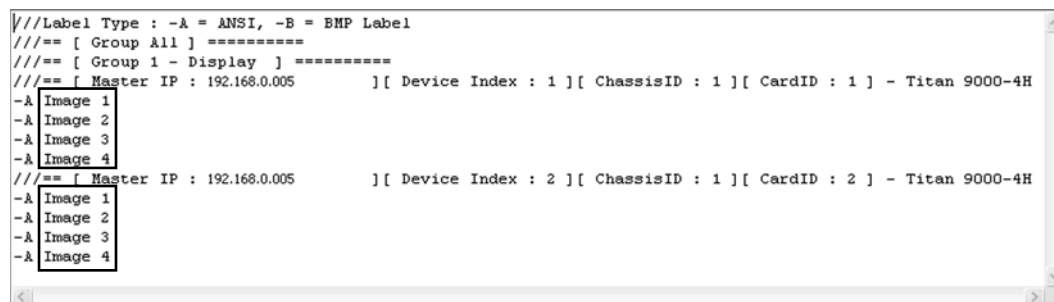 ///Label Type : -A = ANSI, -B = BMP Label
///== [ Group All ] ==========
///== [ Group 1 - Display  ] ==========
///== [ Master IP : 192.168.0.005 ][ Device Index : 1 ][ ChassisID : 1 ][ CardID : 1 ] - Titan 9000-4H
-A Image 1
-A Image 2
-A Image 3
-A Image 4
///== [ Master IP : 192.168.0.005 ][ Device Index : 2 ][ ChassisID : 1 ][ CardID : 2 ] - Titan 9000-4H
-A Image 1
-A Image 2
-A Image 3
-A Image 4